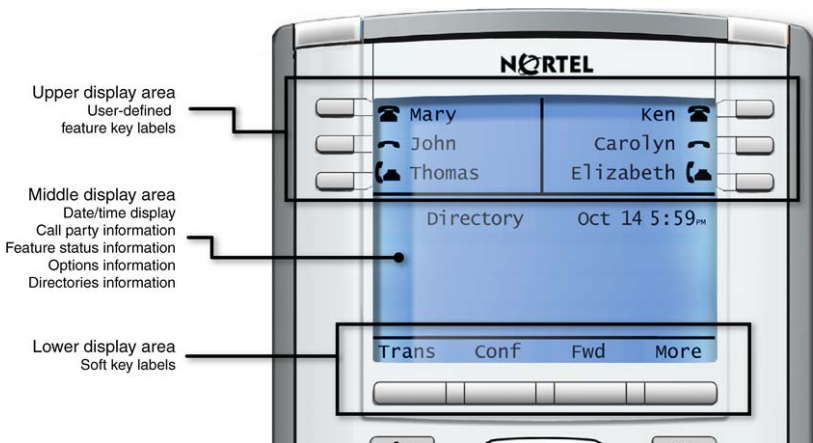 NORTEL
Upper display area
User-defined
feature key labels
Mary Ken
John Carolyn
Thomas Elizabeth
Middle display area
Date/time display
Call party information
Feature status information
Options information
Directories information
Directory Oct 14 5:59PM
Lower display area
Soft key labels
Trans Conf Fwd More